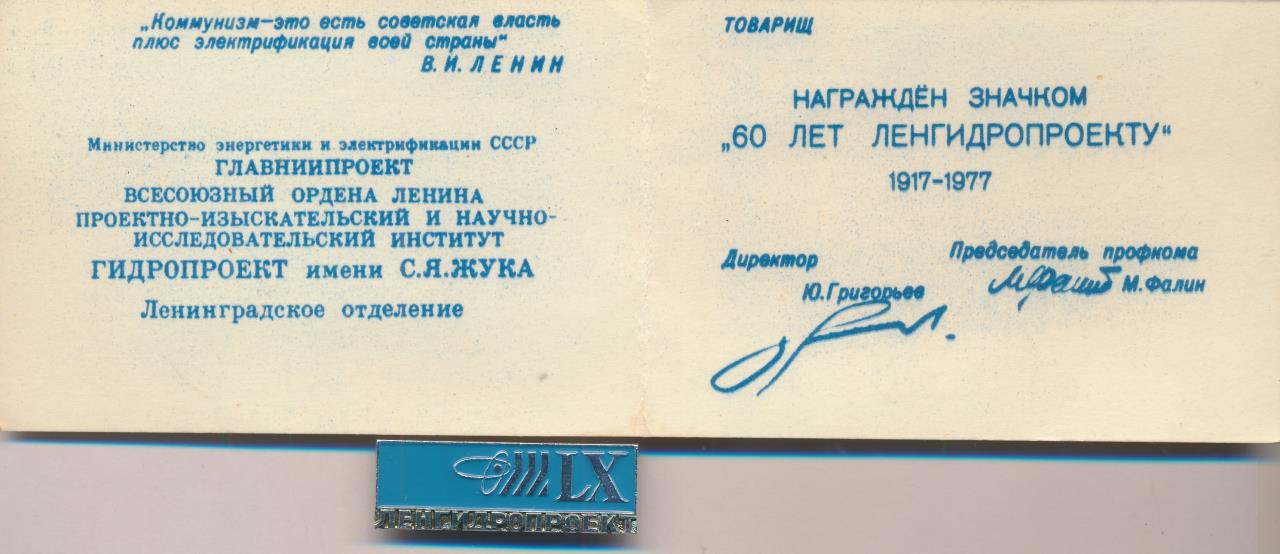 „Коммунизм-это есть советская власть
плюс электрификация всей страны"
В.И.ЛЕНИН
Министерство энергетики и электрификации СССР
ГЛАВНИИПРОЕКТ
ВСЕСОЮЗНЫЙ ОРДЕНА ЛЕНИНА
ПРОЕКТНО-ИЗЫСКАТЕЛЬСКИЙ И НАУЧНО-
ИССЛЕДОВАТЕЛЬСКИЙ ИНСТИТУТ
ГИДРОПРОЕКТ имени С.Я.ЖУКА
Ленинградское отделение
ТОВАРИЩ
НАГРАЖДЁН ЗНАЧКОМ
„60 ЛЕТ ЛЕНГИДРОПРОЕКТУ"
1917-1977
Директор
Ю.Григорьев
Председатель профкома
М.Фалин
LX
ЛЕНГИДРОПРОЕКТ